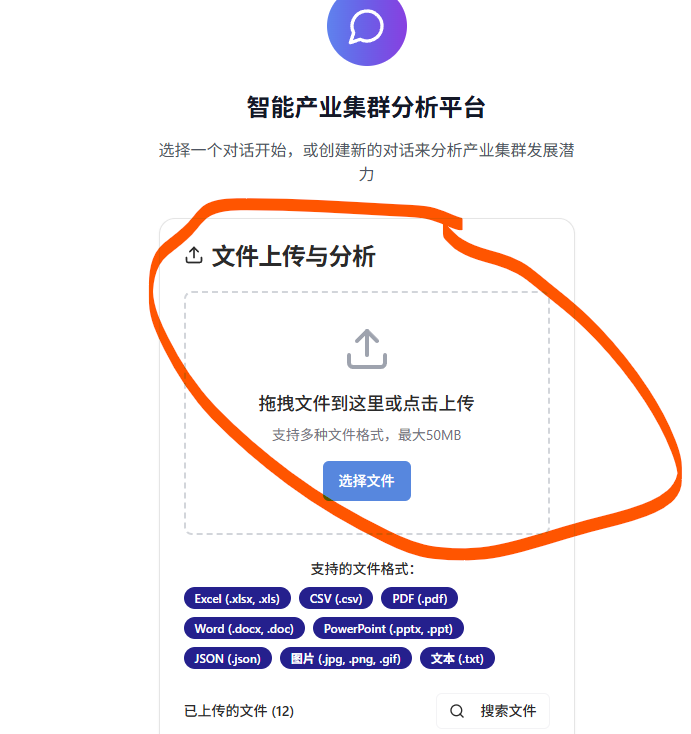 智能产业集群分析平台
选择一个对话开始，或创建新的对话来分析产业集群发展潜
力
文件上传与分析
拖拽文件到这里或点击上传
支持多种文件格式，最大50MB
选择文件
支持的文件格式：
Excel (.xlsx, .xls) CSV (.csv) PDF (.pdf)
Word (.docx, .doc) PowerPoint (.pptx, .ppt)
JSON (.json) 图片 (.jpg, .png, .gif) 文本 (.txt)
已上传的文件 (12) 搜索文件